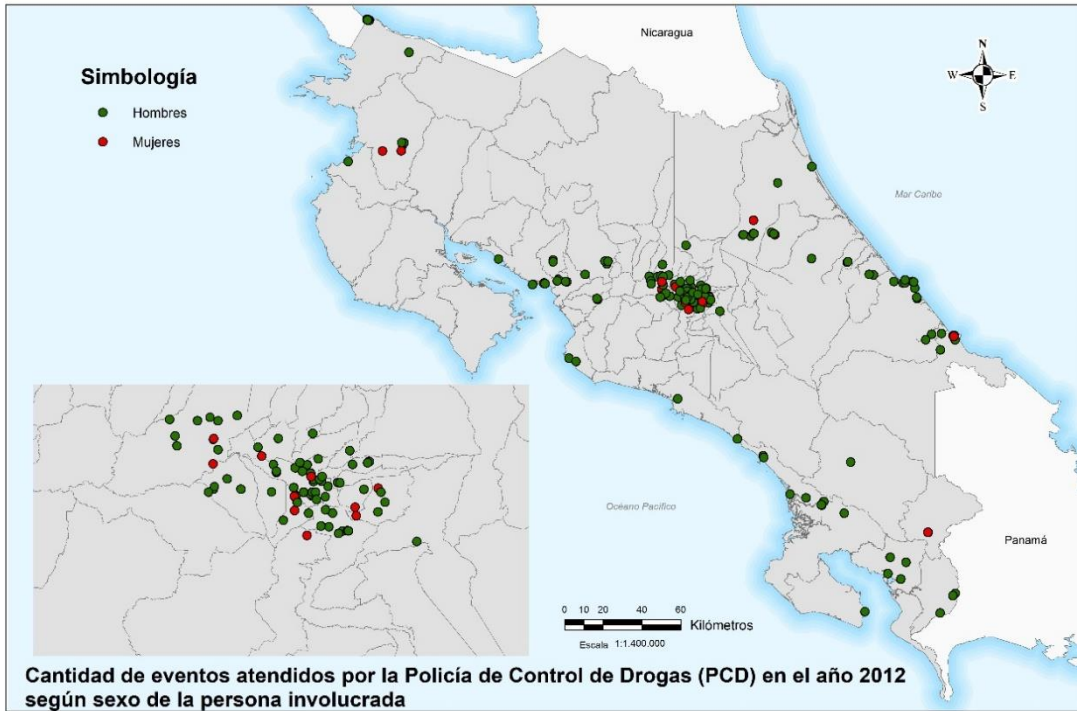 Nicaragua
Simbología
Hombres
Mujeres
N
W E
S
Mar Caribe
Océano Pacífico
Panamá
0 10 20 40 60
Kilómetros
Escala 1:1.400.000
Cantidad de eventos atendidos por la Policía de Control de Drogas (PCD) en el año 2012
según sexo de la persona involucrada